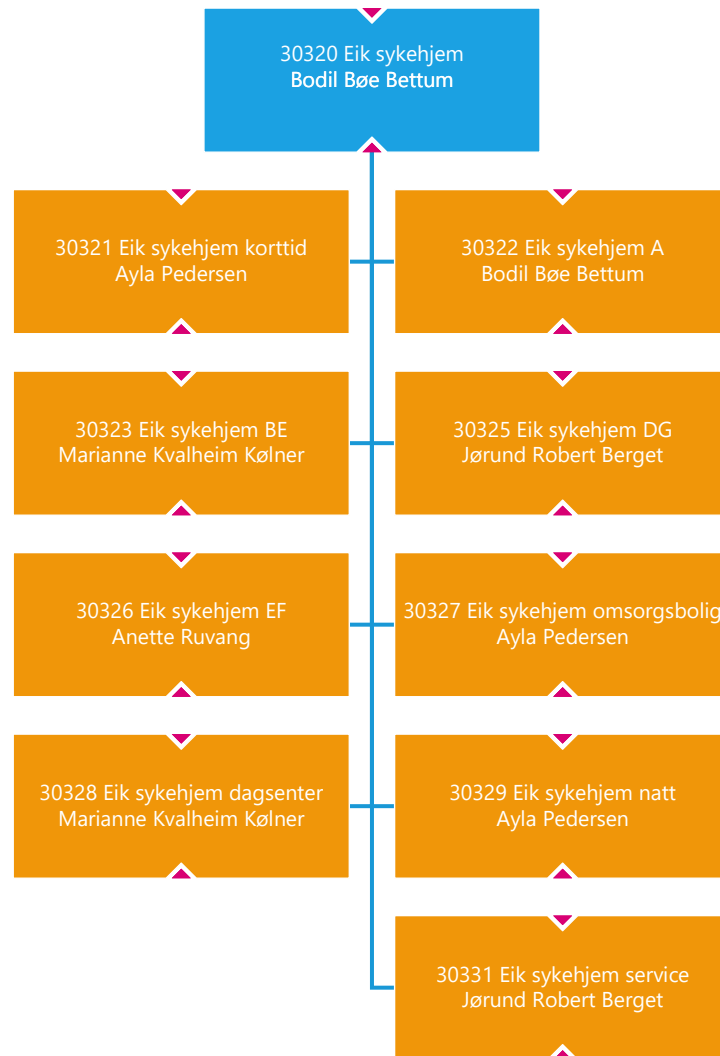 30320 Eik sykehjem
Bodil Bøe Bettum
30321 Eik sykehjem korttid
Ayla Pedersen
30322 Eik sykehjem A
Bodil Bøe Bettum
30323 Eik sykehjem BE
Marianne Kvalheim Kølner
30325 Eik sykehjem DG
Jørund Robert Berget
30326 Eik sykehjem EF
Anette Ruvang
30327 Eik sykehjem omsorgsbolig
Ayla Pedersen
30328 Eik sykehjem dagsenter
Marianne Kvalheim Kølner
30329 Eik sykehjem natt
Ayla Pedersen
30331 Eik sykehjem service
Jørund Robert Berget